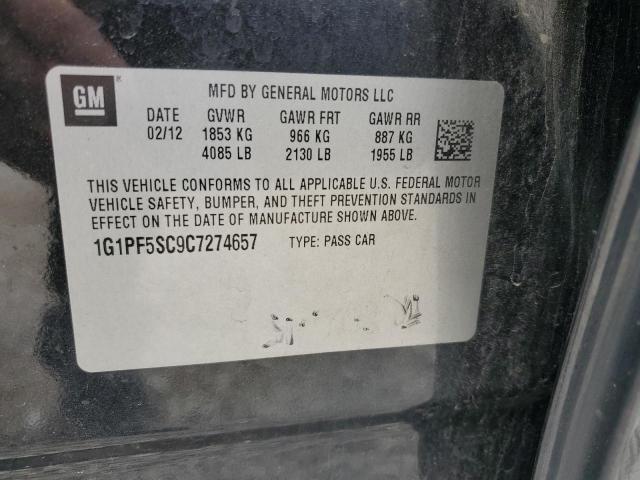 GM
MFD BY GENERAL MOTORS LLC
DATE GVWR GAWR FRT GAWR RR
02/12 1853 KG 966 KG 887 KG
4085 LB 2130 LB 1955 LB
THIS VEHICLE CONFORMS TO ALL APPLICABLE U.S. FEDERAL MOTOR
VEHICLE SAFETY, BUMPER, AND THEFT PREVENTION STANDARDS IN
EFFECT ON THE DATE OF MANUFACTURE SHOWN ABOVE.
1G1PF5SC9C7274657 TYPE: PASS CAR